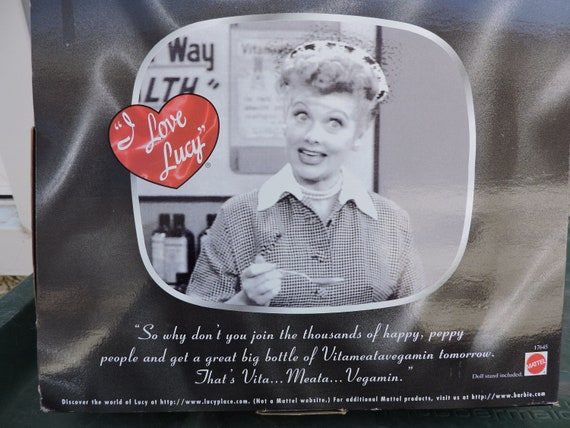 Way
LTH"
Vitam
"I
Love
Lucy"
®
"So why don't you join the thousands of happy, peppy
people and get a great big bottle of Vitameatavegamin tomorrow.
That's Vita...Meata...Vegamin."
17645
MATTEL
Doll stand included.
Discover the world of Lucy at http://www.lucyplace.com. (Not a Mattel website.) For additional Mattel products, visit us at http://www.barbie.com